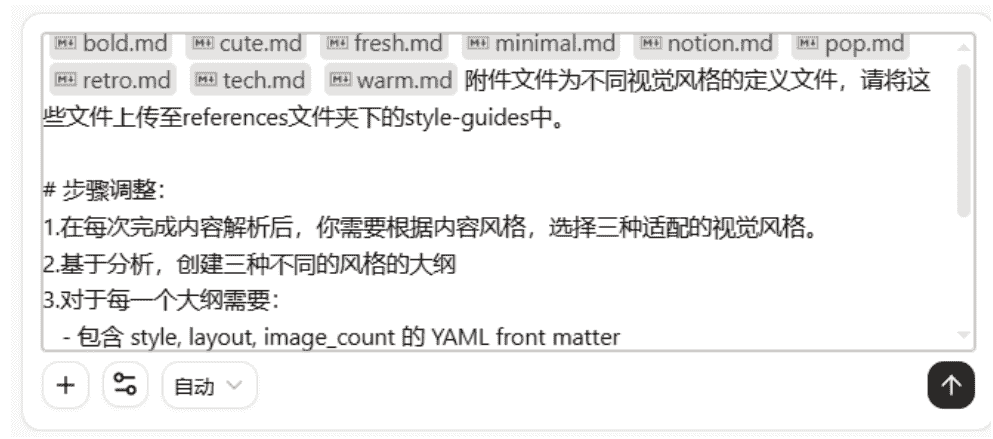 bold.md cute.md fresh.md minimal.md notion.md pop.md
retro.md tech.md warm.md 附件文件为不同视觉风格的定义文件，请将这
些文件上传至references文件夹下的style-guides中。
# 步骤调整：
1.在每次完成内容解析后，你需要根据内容风格，选择三种适配的视觉风格。
2.基于分析，创建三种不同的风格的大纲
3.对于每一个大纲需要：
- 包含 style, layout, image_count 的 YAML front matter
自动